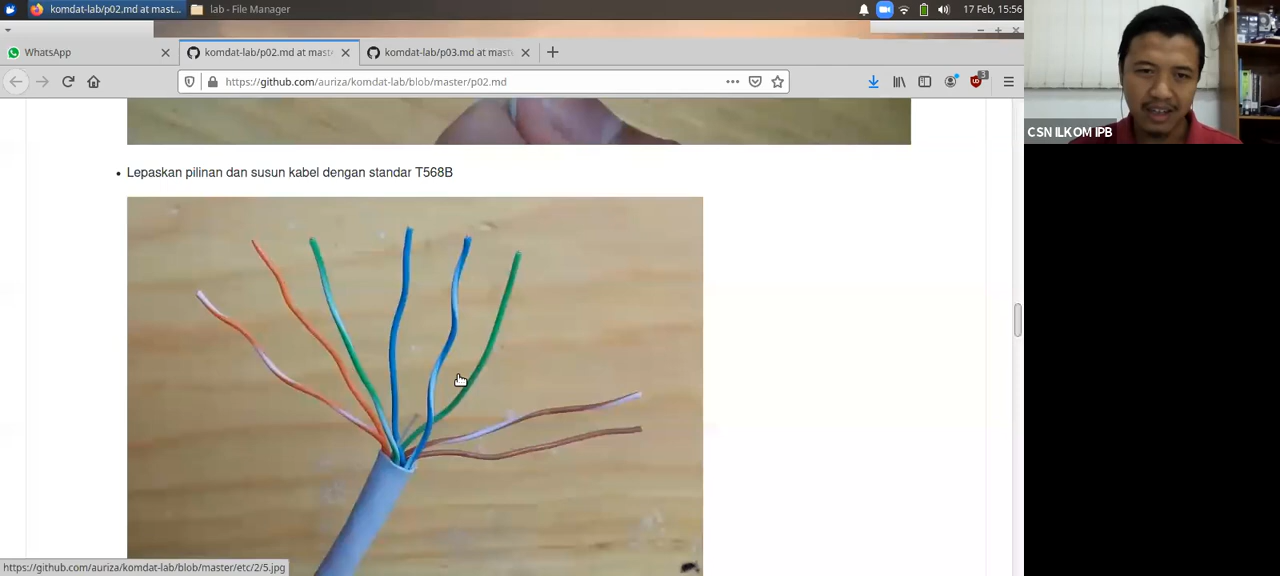 komdat-lab/p02.md at mast...
lab - File Manager
17 Feb, 15:56
WhatsApp
komdat-lab/p02.md at mast
komdat-lab/p03.md at mast
https://github.com/auriza/komdat-lab/blob/master/p02.md
3
CSN ILKOM IPB
Lepaskan pilinan dan susun kabel dengan standar T568B
https://github.com/auriza/komdat-lab/blob/master/etc/2/5.jpg